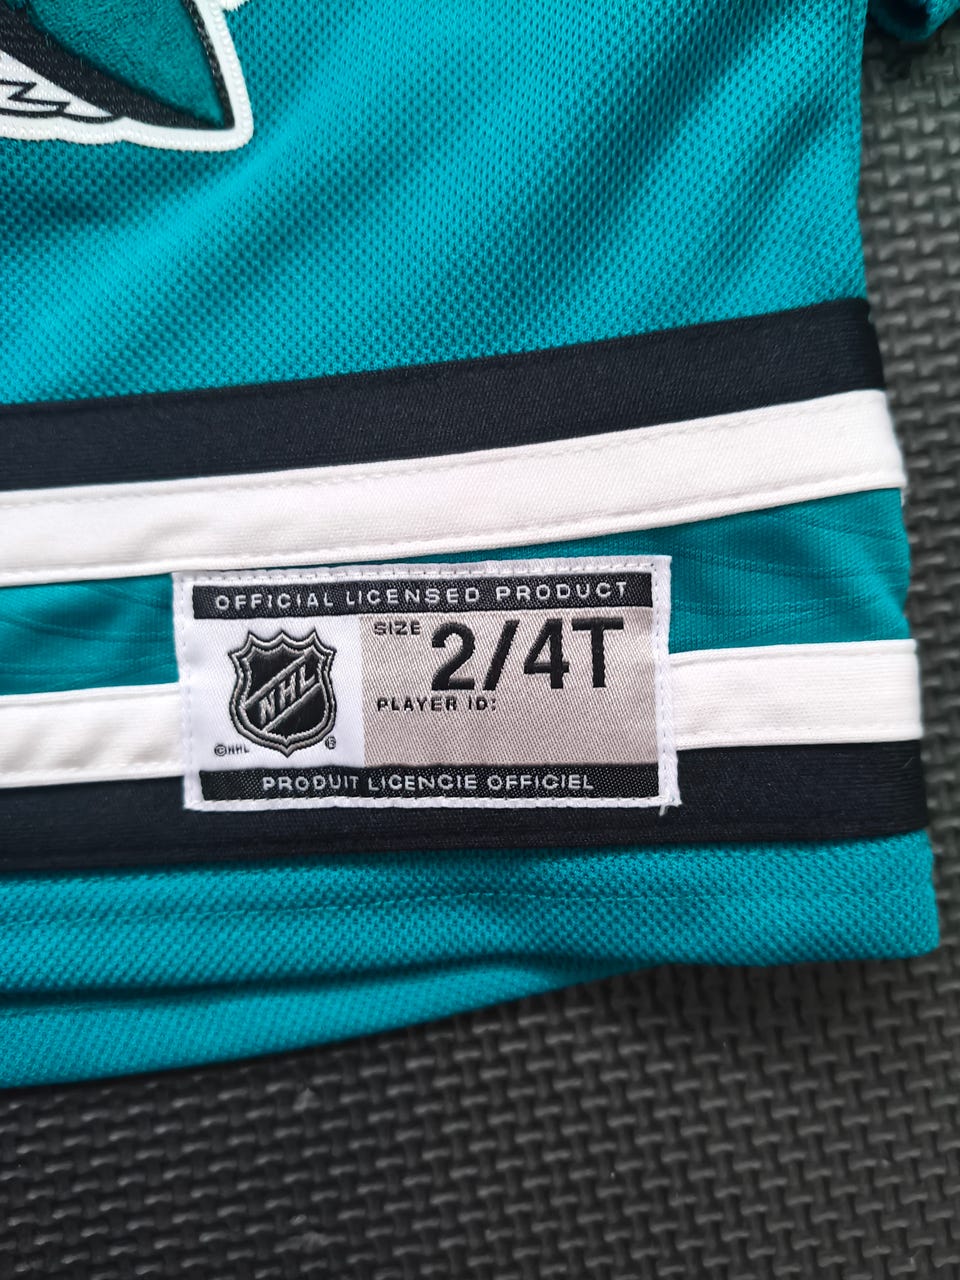 OFFICIAL LICENSED PRODUCT
SIZE 2/4T
PLAYER ID:
NHL
©NHL
PRODUIT LICENCIE OFFICIEL